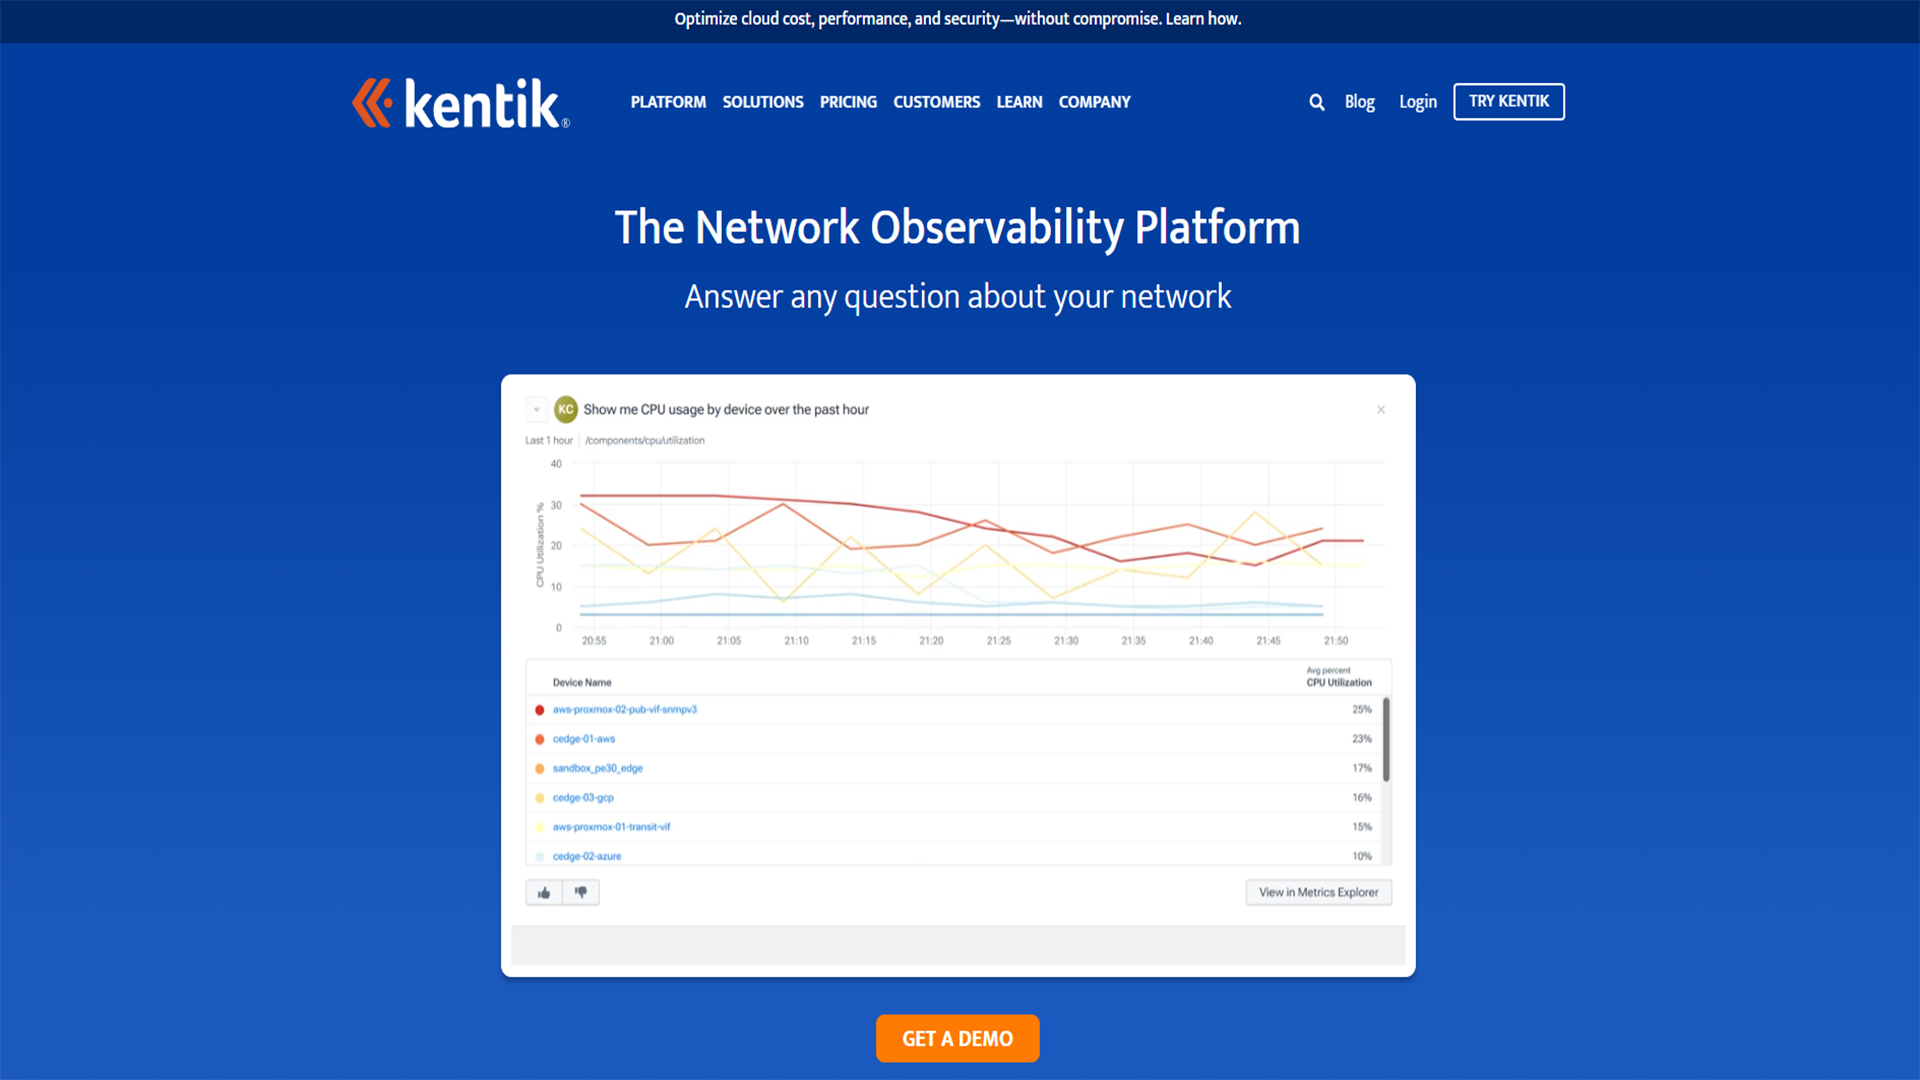 Optimize cloud cost, performance, and security—without compromise. Learn how.
kentik®
PLATFORM SOLUTIONS PRICING CUSTOMERS LEARN COMPANY
Blog Login TRY KENTIK
The Network Observability Platform
Answer any question about your network
KC Show me CPU usage by device over the past hour ×
Last 1 hour /components/cpu/utilization
CPU Utilization %
40
30
20
10
0
20:55 21:00 21:05 21:10 21:15 21:20 21:25 21:30 21:35 21:40 21:45 21:50
Avg percent
Device Name CPU Utilization
aws-proxmox-02-pub-vif-snmpv3 25%
cedge-01-aws 23%
sandbox_pe30_edge 17%
cedge-03-gcp 16%
aws-proxmox-01-transit-vif 15%
cedge-02-azure 10%
View in Metrics Explorer
GET A DEMO